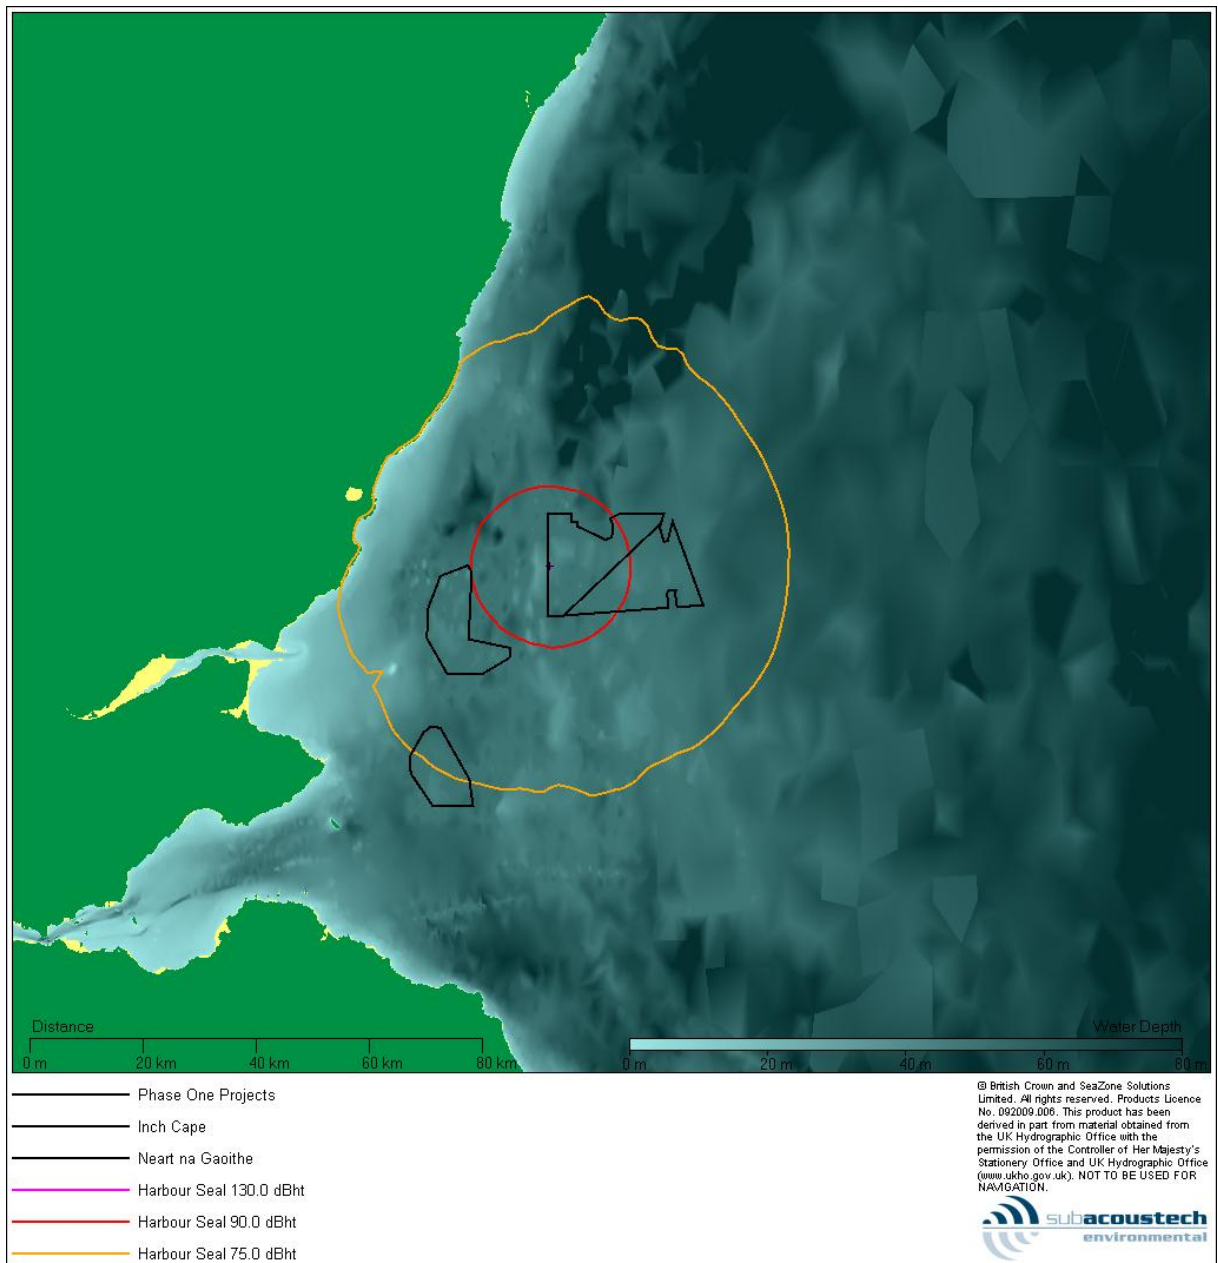 Distance
0 m 20 km 40 km 60 km 80 km
Water Depth
0 m 20 m 40 m 60 m 80 m
Phase One Projects
Inch Cape
Neart na Gaoithe
Harbour Seal 130.0 dBht
Harbour Seal 90.0 dBht
Harbour Seal 75.0 dBht
© British Crown and SeaZone Solutions
Limited. All rights reserved. Products Licence
No. 092009.006. This product has been
derived in part from material obtained from
the UK Hydrographic Office with the
permission of the Controller of Her Majesty's
Stationery Office and UK Hydrographic Office
(www.ukho.gov.uk). NOT TO BE USED FOR
NAVIGATION.
subacoustech
environmental